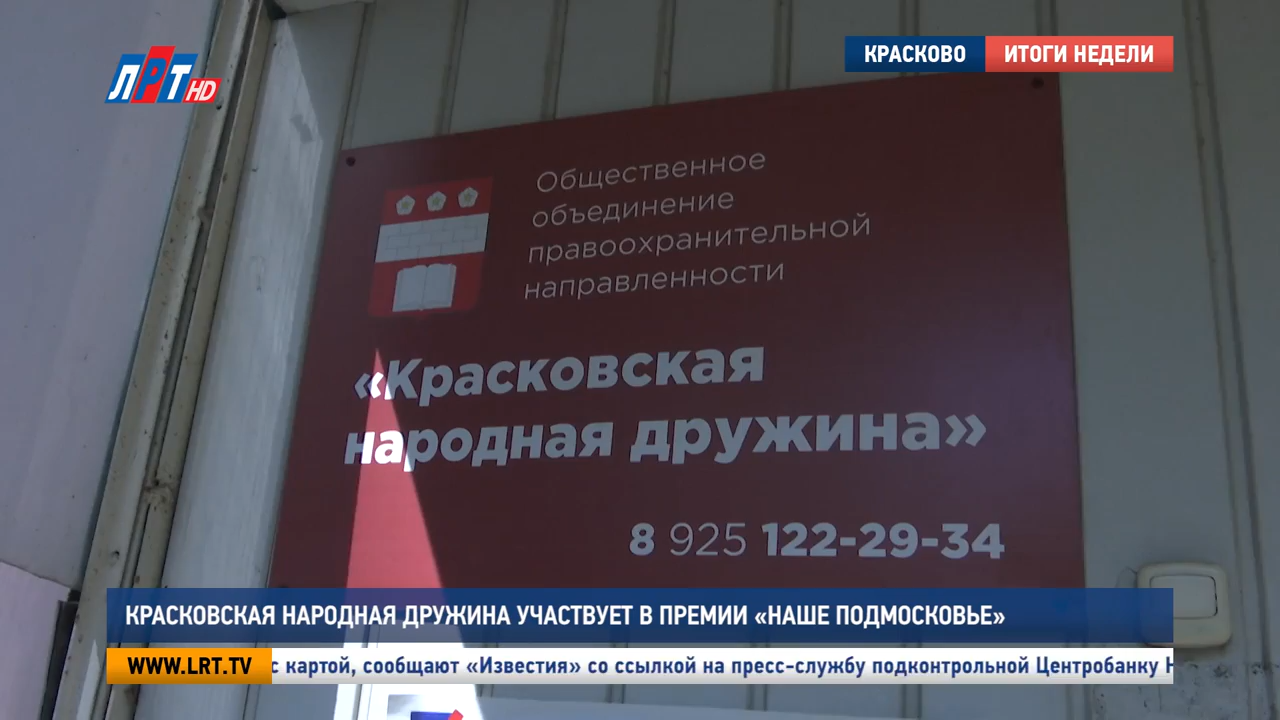 ЛРТ HD
КРАСКОВО ИТОГИ НЕДЕЛИ
Общественное
объединение
правоохранительной
направленности
«Красковская
народная дружина»
8 925 122-29-34
КРАСКОВСКАЯ НАРОДНАЯ ДРУЖИНА УЧАСТВУЕТ В ПРЕМИИ «НАШЕ ПОДМОСКОВЬЕ»
WWW.LRT.TV с картой, сообщают «Известия» со ссылкой на пресс-службу подконтрольной Центробанку